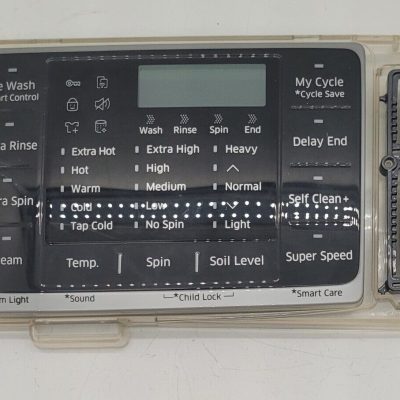 Wash
Control
My Cycle
*Cycle Save
Wash Rinse Spin End
Rinse
Delay End
Extra Hot Extra High Heavy
Hot High
Warm Medium Normal
Cold Low
Tap Cold No Spin Light
Spin
Self Clean+
Temp. Spin Soil Level
Super Speed
Light
*Sound
*Child Lock
*Smart Care